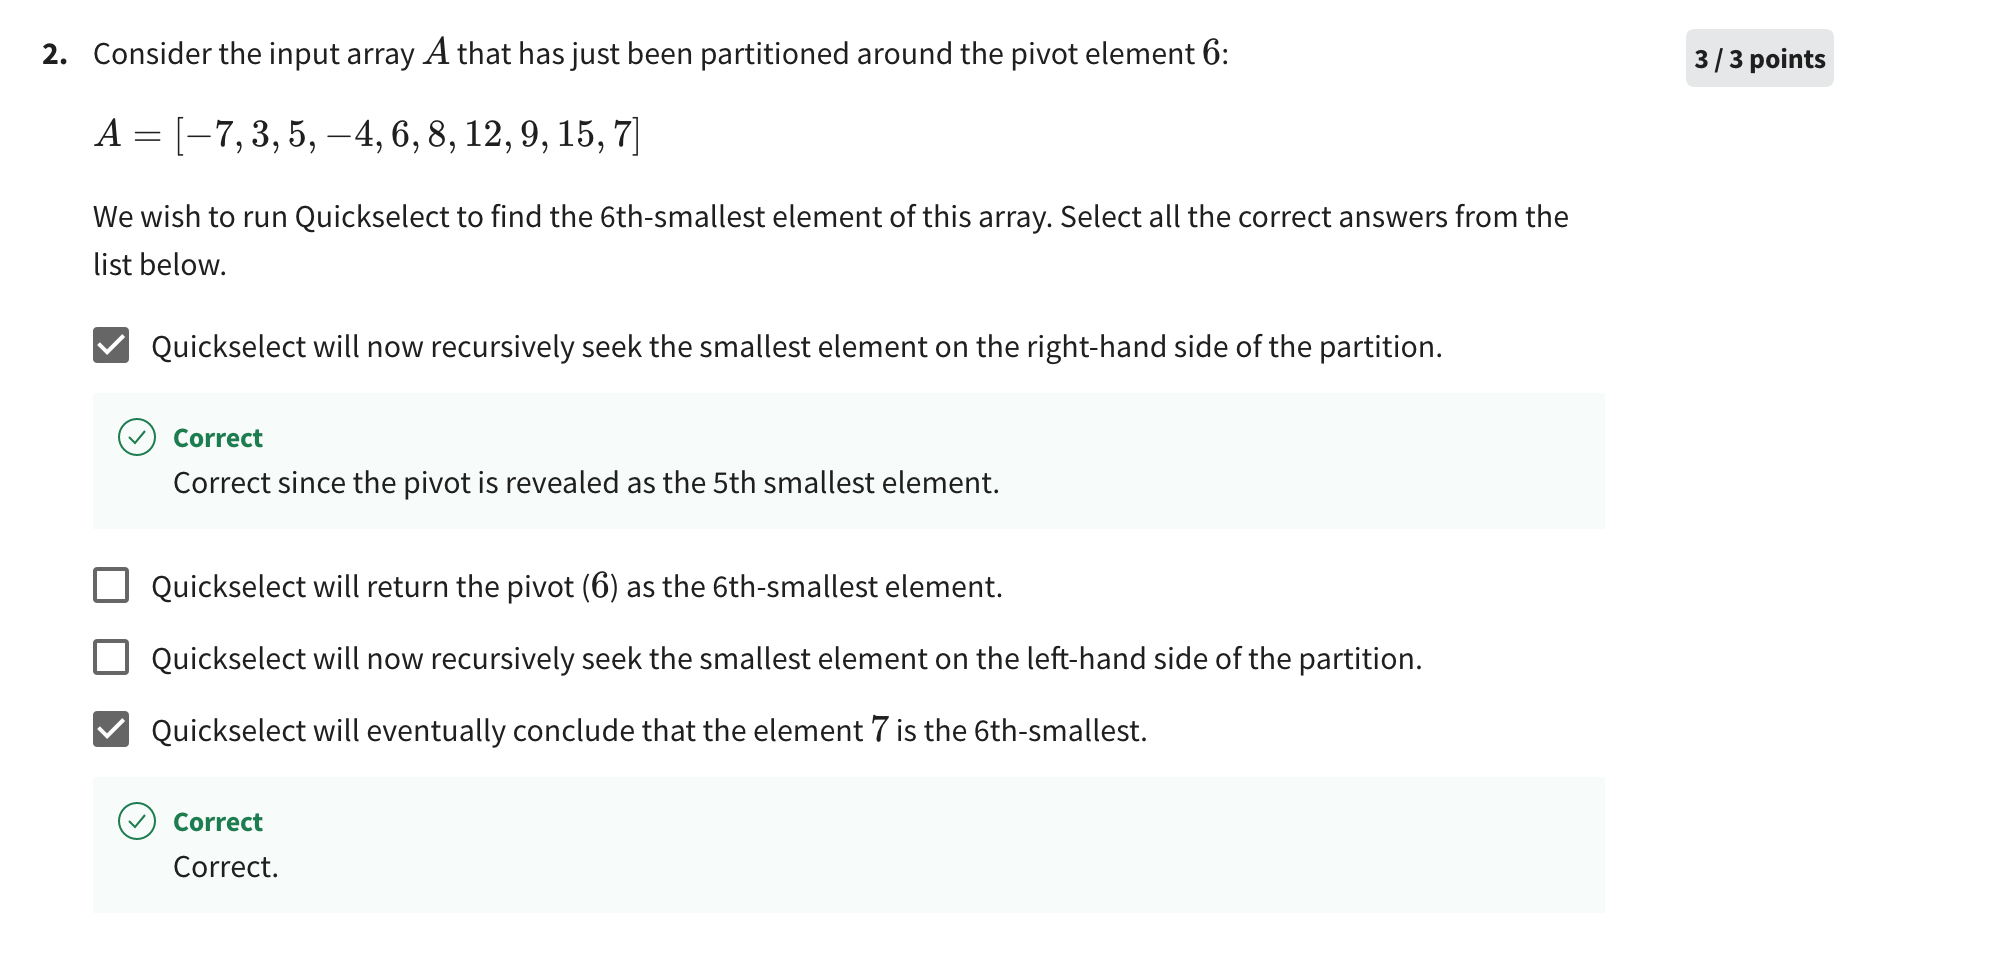 2. Consider the input array A that has just been partitioned around the pivot element 6:
3 / 3 points
A = [−7, 3, 5, −4, 6, 8, 12, 9, 15, 7]
We wish to run Quickselect to find the 6th-smallest element of this array. Select all the correct answers from the
list below.
Quickselect will now recursively seek the smallest element on the right-hand side of the partition.
Correct
Correct since the pivot is revealed as the 5th smallest element.
Quickselect will return the pivot (6) as the 6th-smallest element.
Quickselect will now recursively seek the smallest element on the left-hand side of the partition.
Quickselect will eventually conclude that the element 7 is the 6th-smallest.
Correct
Correct.